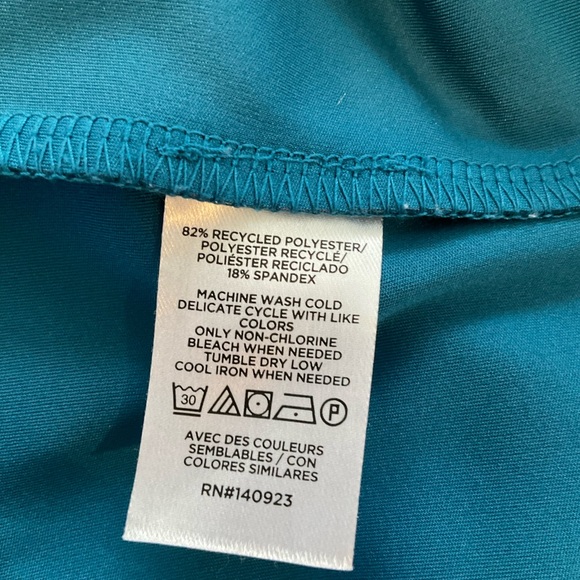 82% RECYCLED POLYESTER/
POLYESTER RECYCLÉ/
POLIÉSTER RECICLADO
18% SPANDEX
MACHINE WASH COLD
DELICATE CYCLE WITH LIKE
COLORS
ONLY NON-CHLORINE
BLEACH WHEN NEEDED
TUMBLE DRY LOW
COOL IRON WHEN NEEDED
30 P
AVEC DES COULEURS
SEMBLABLES / CON
COLORES SIMILARES
RN#140923